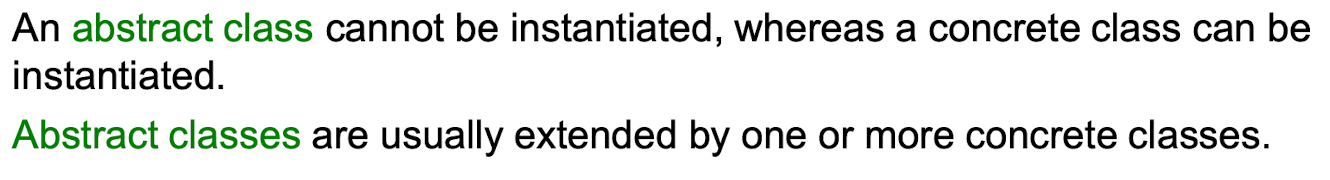 An abstract class cannot be instantiated, whereas a concrete class can be
instantiated.
Abstract classes are usually extended by one or more concrete classes.